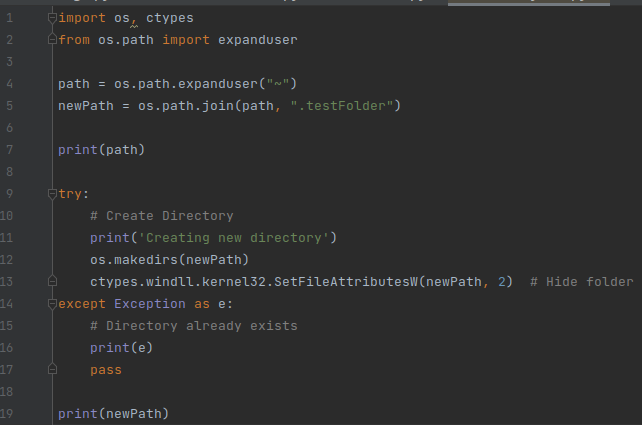 1 import os, ctypes
2 from os.path import expanduser
3
4 path = os.path.expanduser("~")
5 newPath = os.path.join(path, ".testFolder")
6
7 print(path)
8
9 try:
10     # Create Directory
11     print('Creating new directory')
12     os.makedirs(newPath)
13     ctypes.windll.kernel32.SetFileAttributesW(newPath, 2)  # Hide folder
14 except Exception as e:
15     # Directory already exists
16     print(e)
17     pass
18
19 print(newPath)